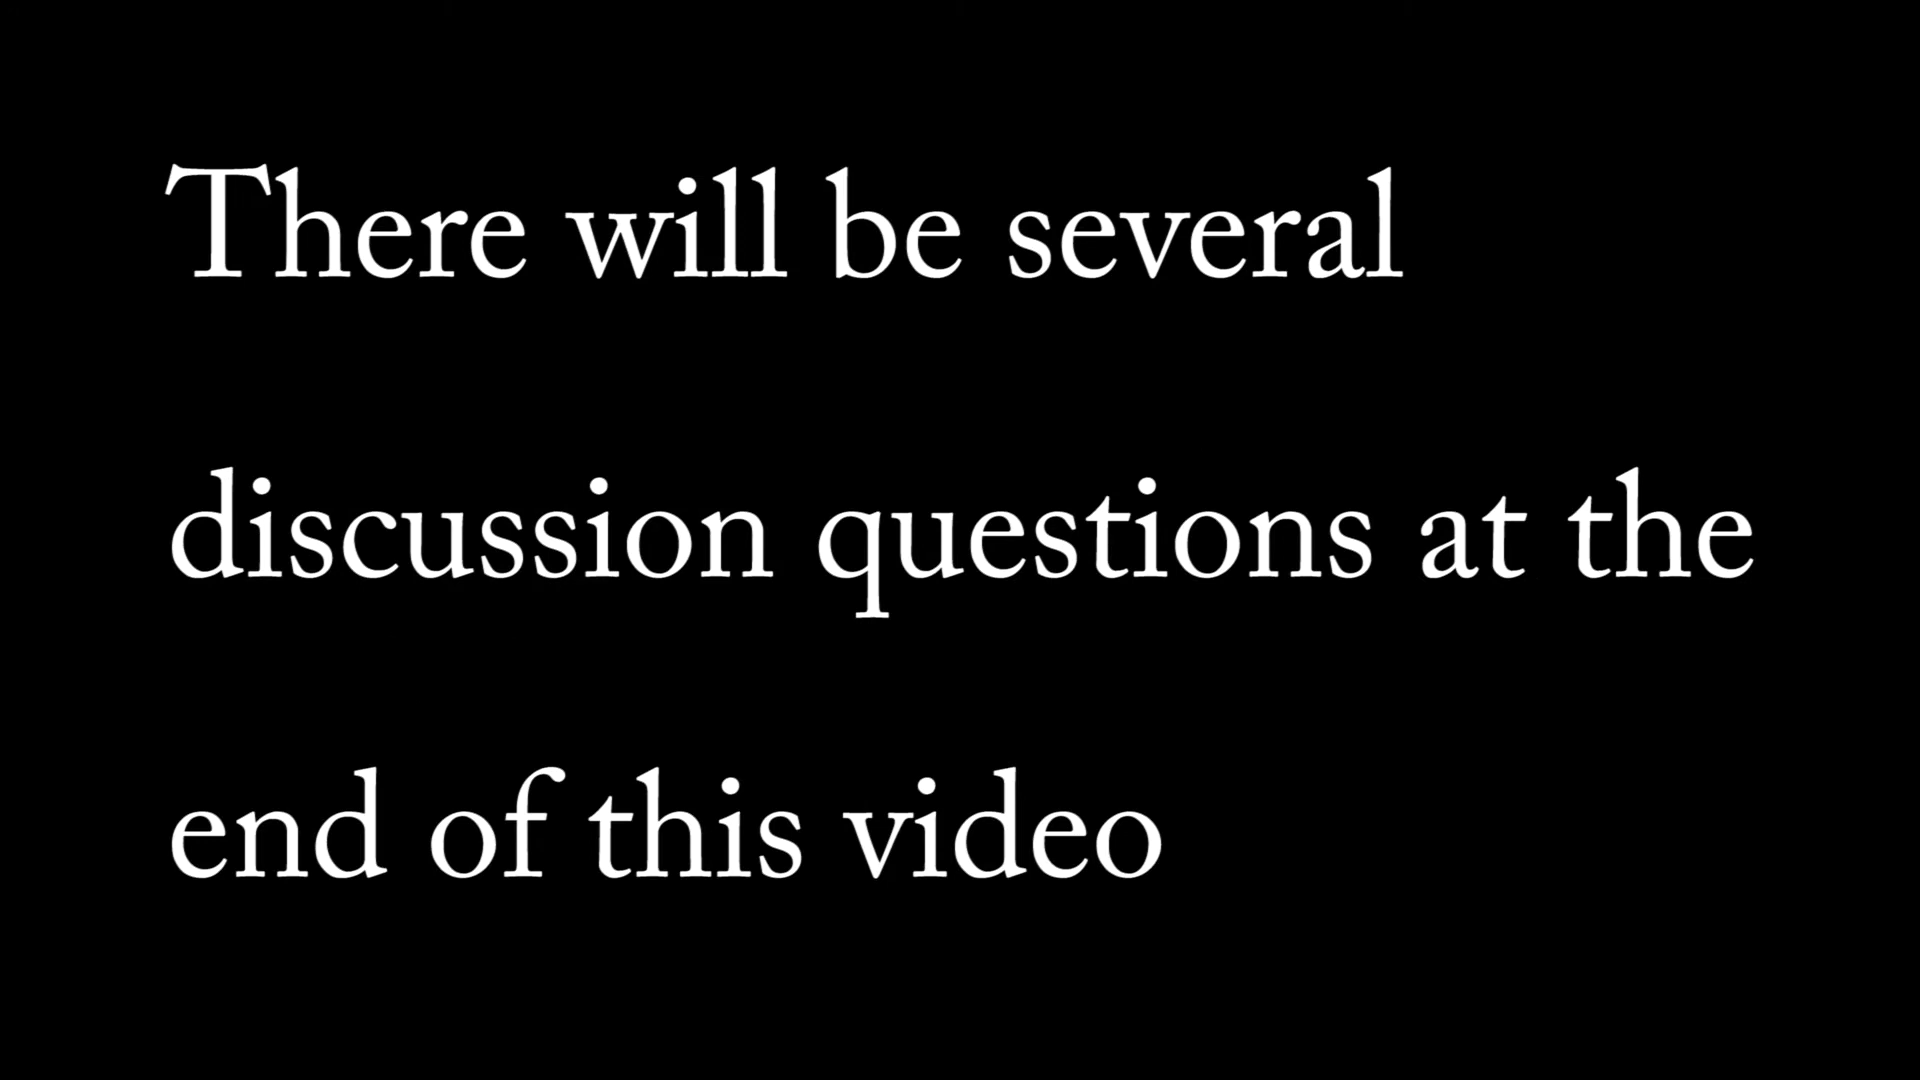 There will be several
discussion questions at the
end of this video